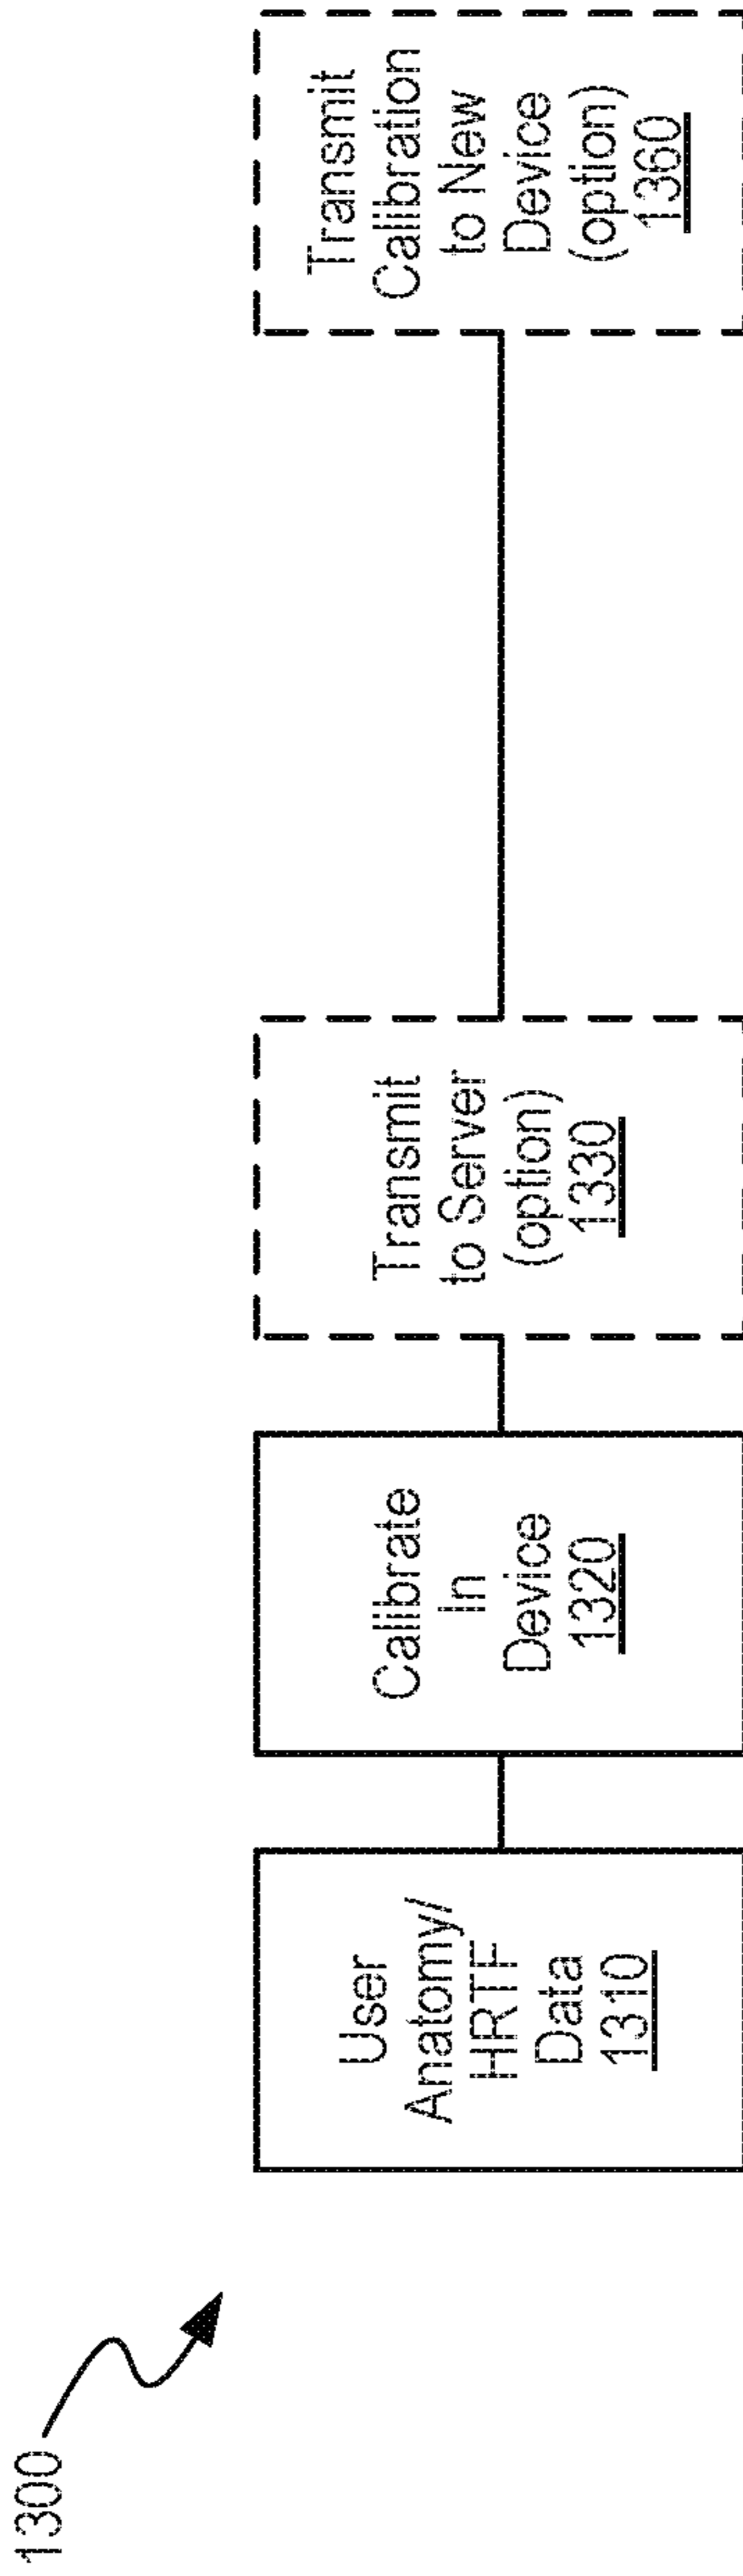 1300
User
Anatomy/
HRTF
Data
1310
Calibrate
in
Device
1320
Transmit
to Server
(option)
1330
Transmit
Calibration
to New
Device
(option)
1360